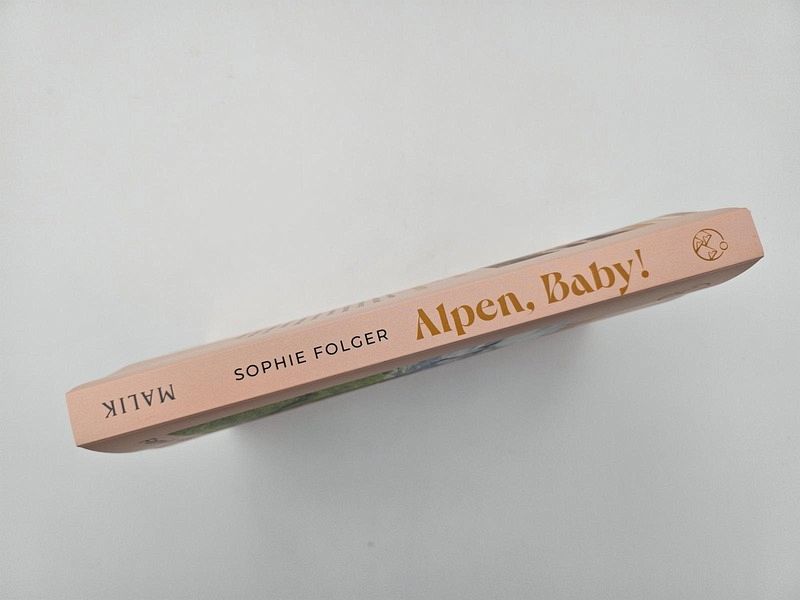 MALIK
SOPHIE FOLGER
Alpen, Baby!